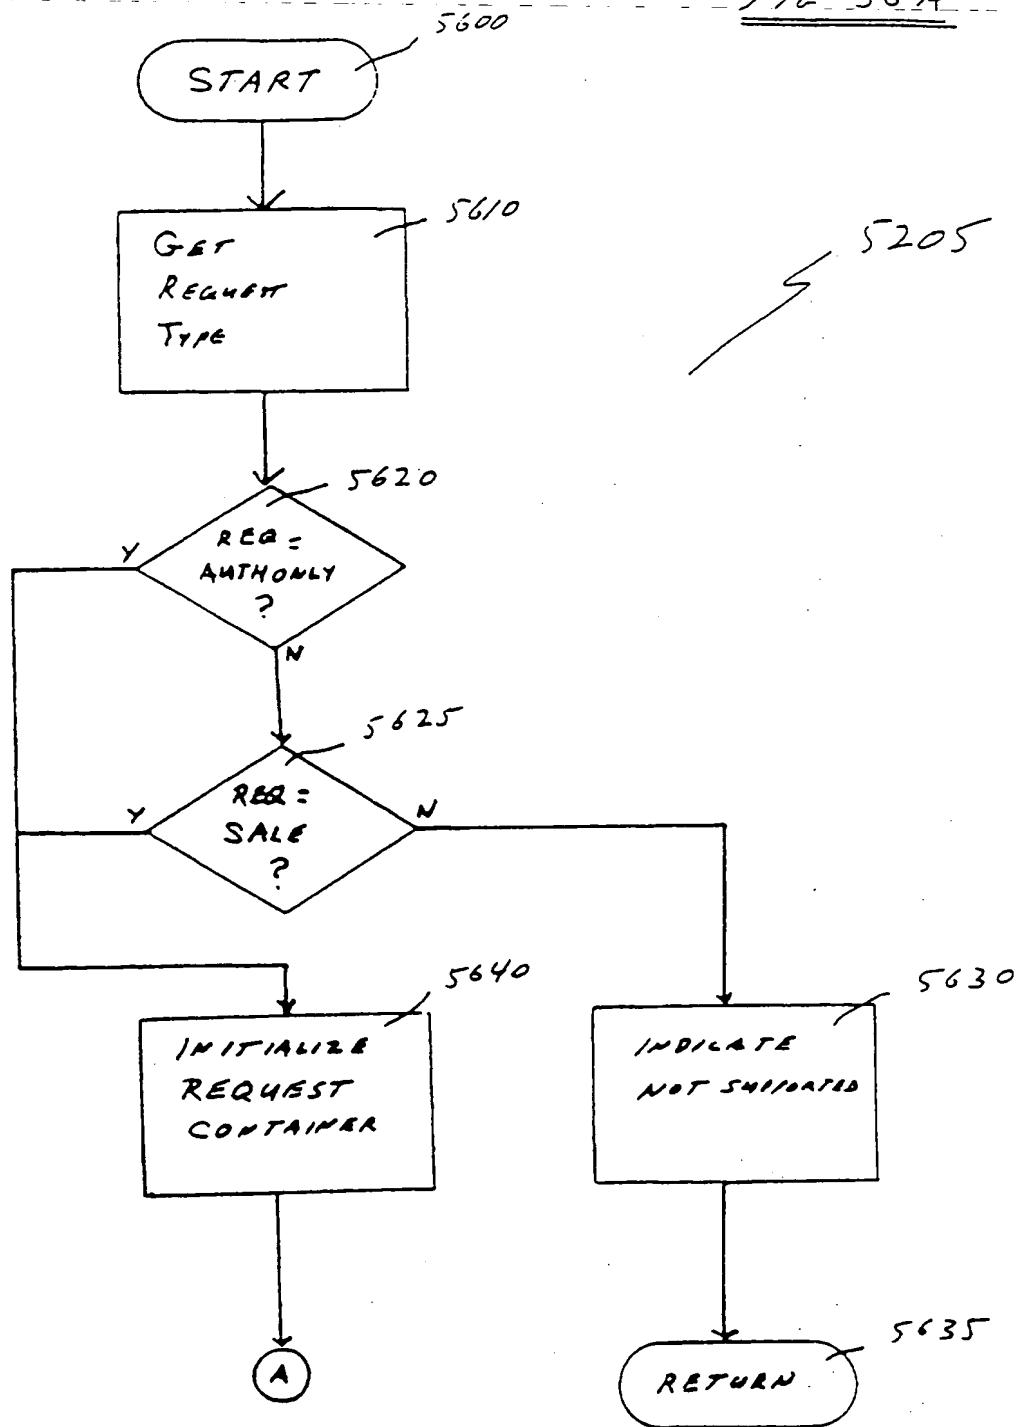 5600
START
5610
GET
REQUEST
TYPE
5205
5620
Y
REQ =
AUTHONLY
?
N
5625
Y
REQ =
SALE
?
N
5640
INITIALIZE
REQUEST
CONTAINER
5630
INDICATE
NOT SUPPORTED
A
5635
RETURN